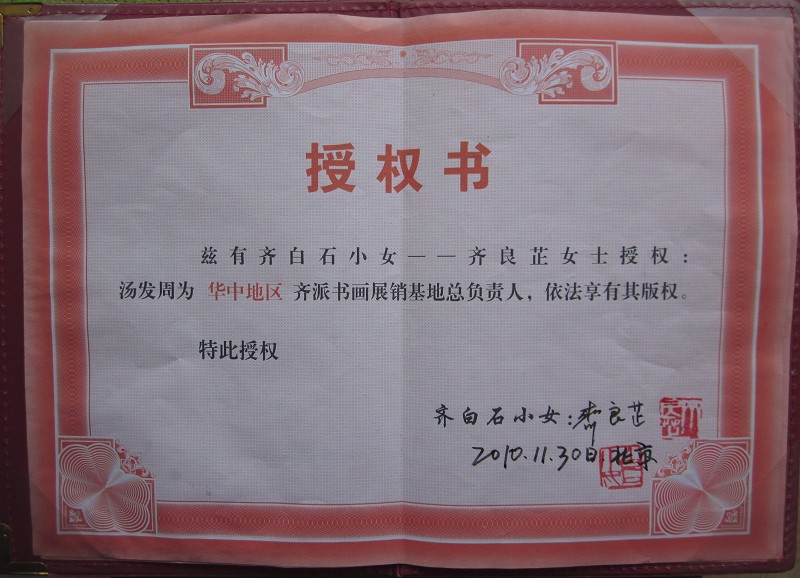 授权书
兹有齐白石小女——齐良芷女士授权：
汤发周为 华中地区 齐派书画展销基地总负责人，依法享有其版权。
特此授权
齐白石小女：齐良芷
2010.11.30日.北京